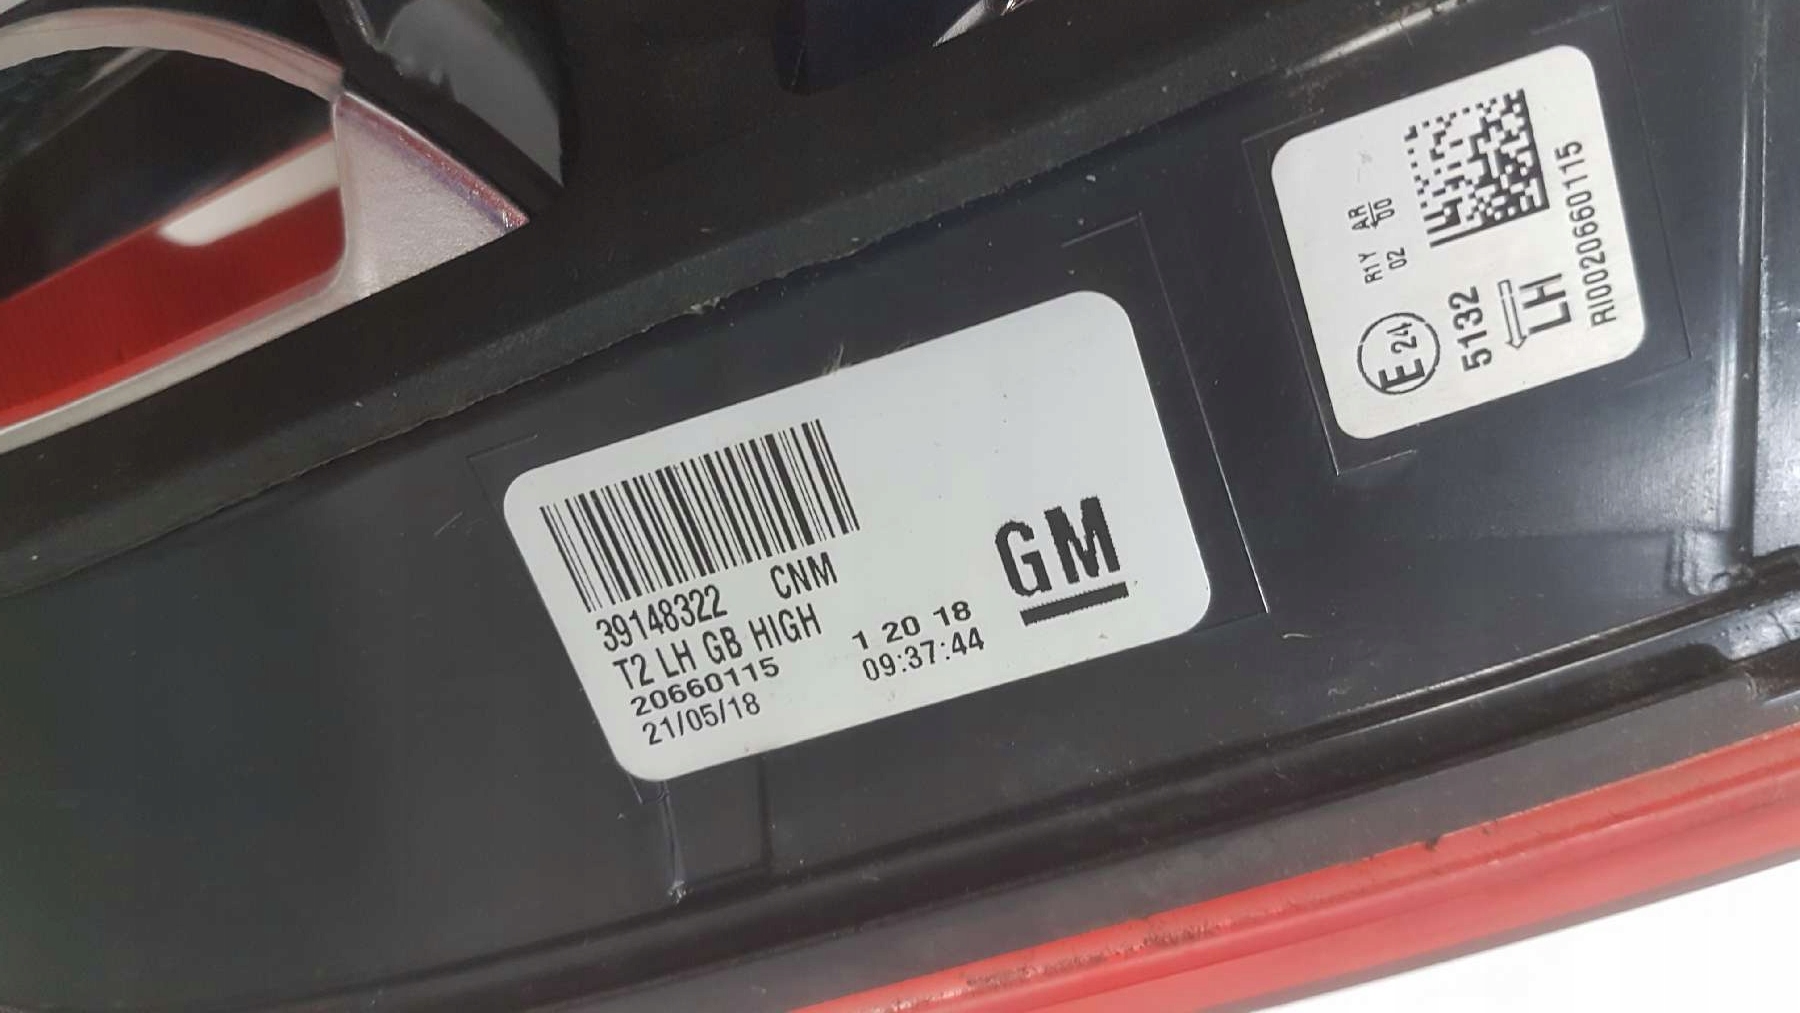 39148322 CNM
T2 LH GB HIGH
20660115 1 20 18
21/05/18 09:37:44
GM
E24 R1Y AR
02 00
5132
LH
RI0020660115